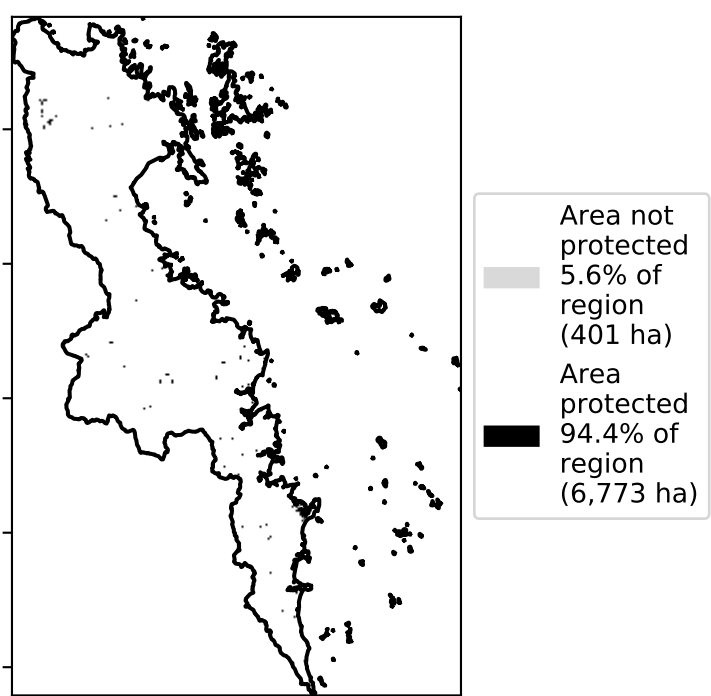 Area not
protected
5.6% of
region
(401 ha)
Area
protected
94.4% of
region
(6,773 ha)